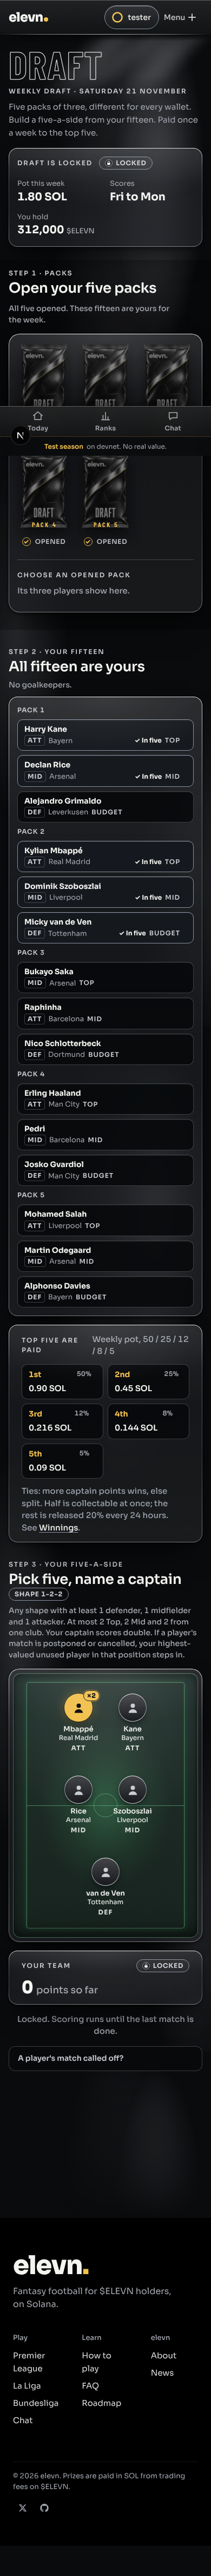 elevn.
tester
Menu
DRAFT
WEEKLY DRAFT · SATURDAY 21 NOVEMBER
Five packs of three, different for every wallet.
Build a five-a-side from your fifteen. Paid once
a week to the top five.
DRAFT IS LOCKED
LOCKED
Pot this week
Scores
1.80 SOL
Fri to Mon
You hold
312,000 $ELEVN
STEP 1 · PACKS
Open your five packs
All five opened. These fifteen are yours for
the week.
elevn.
elevn.
elevn.
DRAFT
DRAFT
DRAFT
Today
Ranks
Chat
N
Test season on devnet. No real value.
elevn.
elevn.
DRAFT
DRAFT
PACK 4
PACK 5
OPENED
OPENED
CHOOSE AN OPENED PACK
Its three players show here.
STEP 2 · YOUR FIFTEEN
All fifteen are yours
No goalkeepers.
PACK 1
Harry Kane
ATT Bayern ✓ In five TOP
Declan Rice
MID Arsenal ✓ In five MID
Alejandro Grimaldo
DEF Leverkusen BUDGET
PACK 2
Kylian Mbappé
ATT Real Madrid ✓ In five TOP
Dominik Szoboszlai
MID Liverpool ✓ In five MID
Micky van de Ven
DEF Tottenham ✓ In five BUDGET
PACK 3
Bukayo Saka
MID Arsenal TOP
Raphinha
ATT Barcelona MID
Nico Schlotterbeck
DEF Dortmund BUDGET
PACK 4
Erling Haaland
ATT Man City TOP
Pedri
MID Barcelona MID
Josko Gvardiol
DEF Man City BUDGET
PACK 5
Mohamed Salah
ATT Liverpool TOP
Martin Odegaard
MID Arsenal MID
Alphonso Davies
DEF Bayern BUDGET
TOP FIVE ARE
PAID
Weekly pot, 50 / 25 / 12
/ 8 / 5
1st 50%
0.90 SOL
2nd 25%
0.45 SOL
3rd 12%
0.216 SOL
4th 8%
0.144 SOL
5th 5%
0.09 SOL
Ties: more captain points wins, else
split. Half is collectable at once; the
rest is released 20% every 24 hours.
See Winnings.
STEP 3 · YOUR FIVE-A-SIDE
Pick five, name a captain
SHAPE 1-2-2
Any shape with at least 1 defender, 1 midfielder
and 1 attacker. At most 2 Top, 2 Mid and 2 from
one club. Your captain scores double. If a player's
match is postponed or cancelled, your highest-
valued unused player in that position steps in.
×2
Mbappé
Real Madrid
ATT
Kane
Bayern
ATT
Rice
Arsenal
MID
Szoboszlai
Liverpool
MID
van de Ven
Tottenham
DEF
YOUR TEAM
LOCKED
0 points so far
Locked. Scoring runs until the last match is
done.
A player's match called off?
elevn.
Fantasy football for $ELEVN holders,
on Solana.
Play
Learn
elevn
Premier
League
How to
play
About
La Liga
FAQ
News
Bundesliga
Roadmap
Chat
© 2026 elevn. Prizes are paid in SOL from trading
fees on $ELEVN.